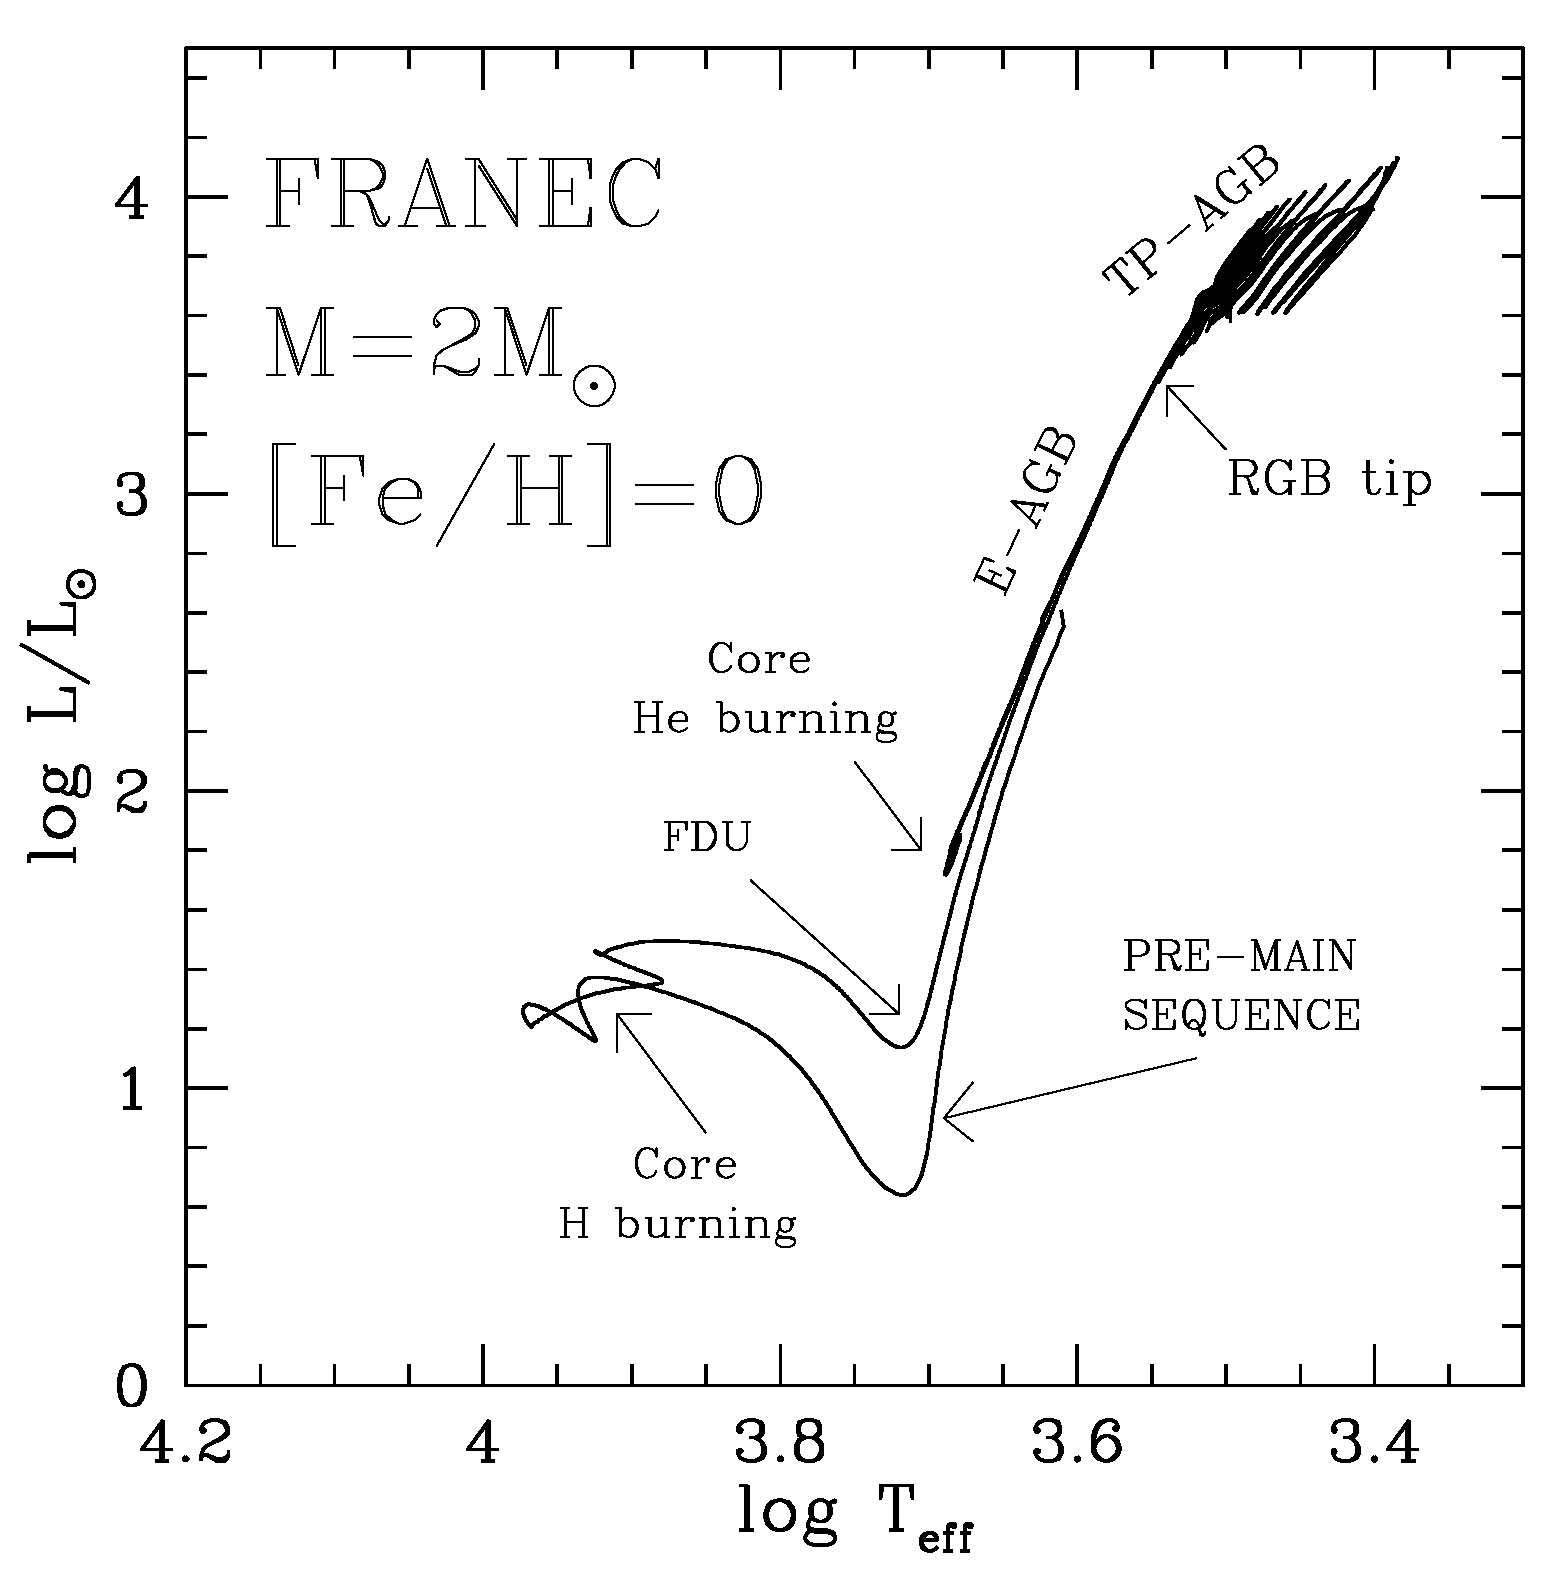 FRANEC
M=2M☉
[Fe/H]=0
TP-AGB
RGB tip
E-AGB
Core
He burning
FDU
PRE-MAIN
SEQUENCE
Core
H burning
log L/L☉
4
3
2
1
0
4.2 4 3.8 3.6 3.4
log Teff